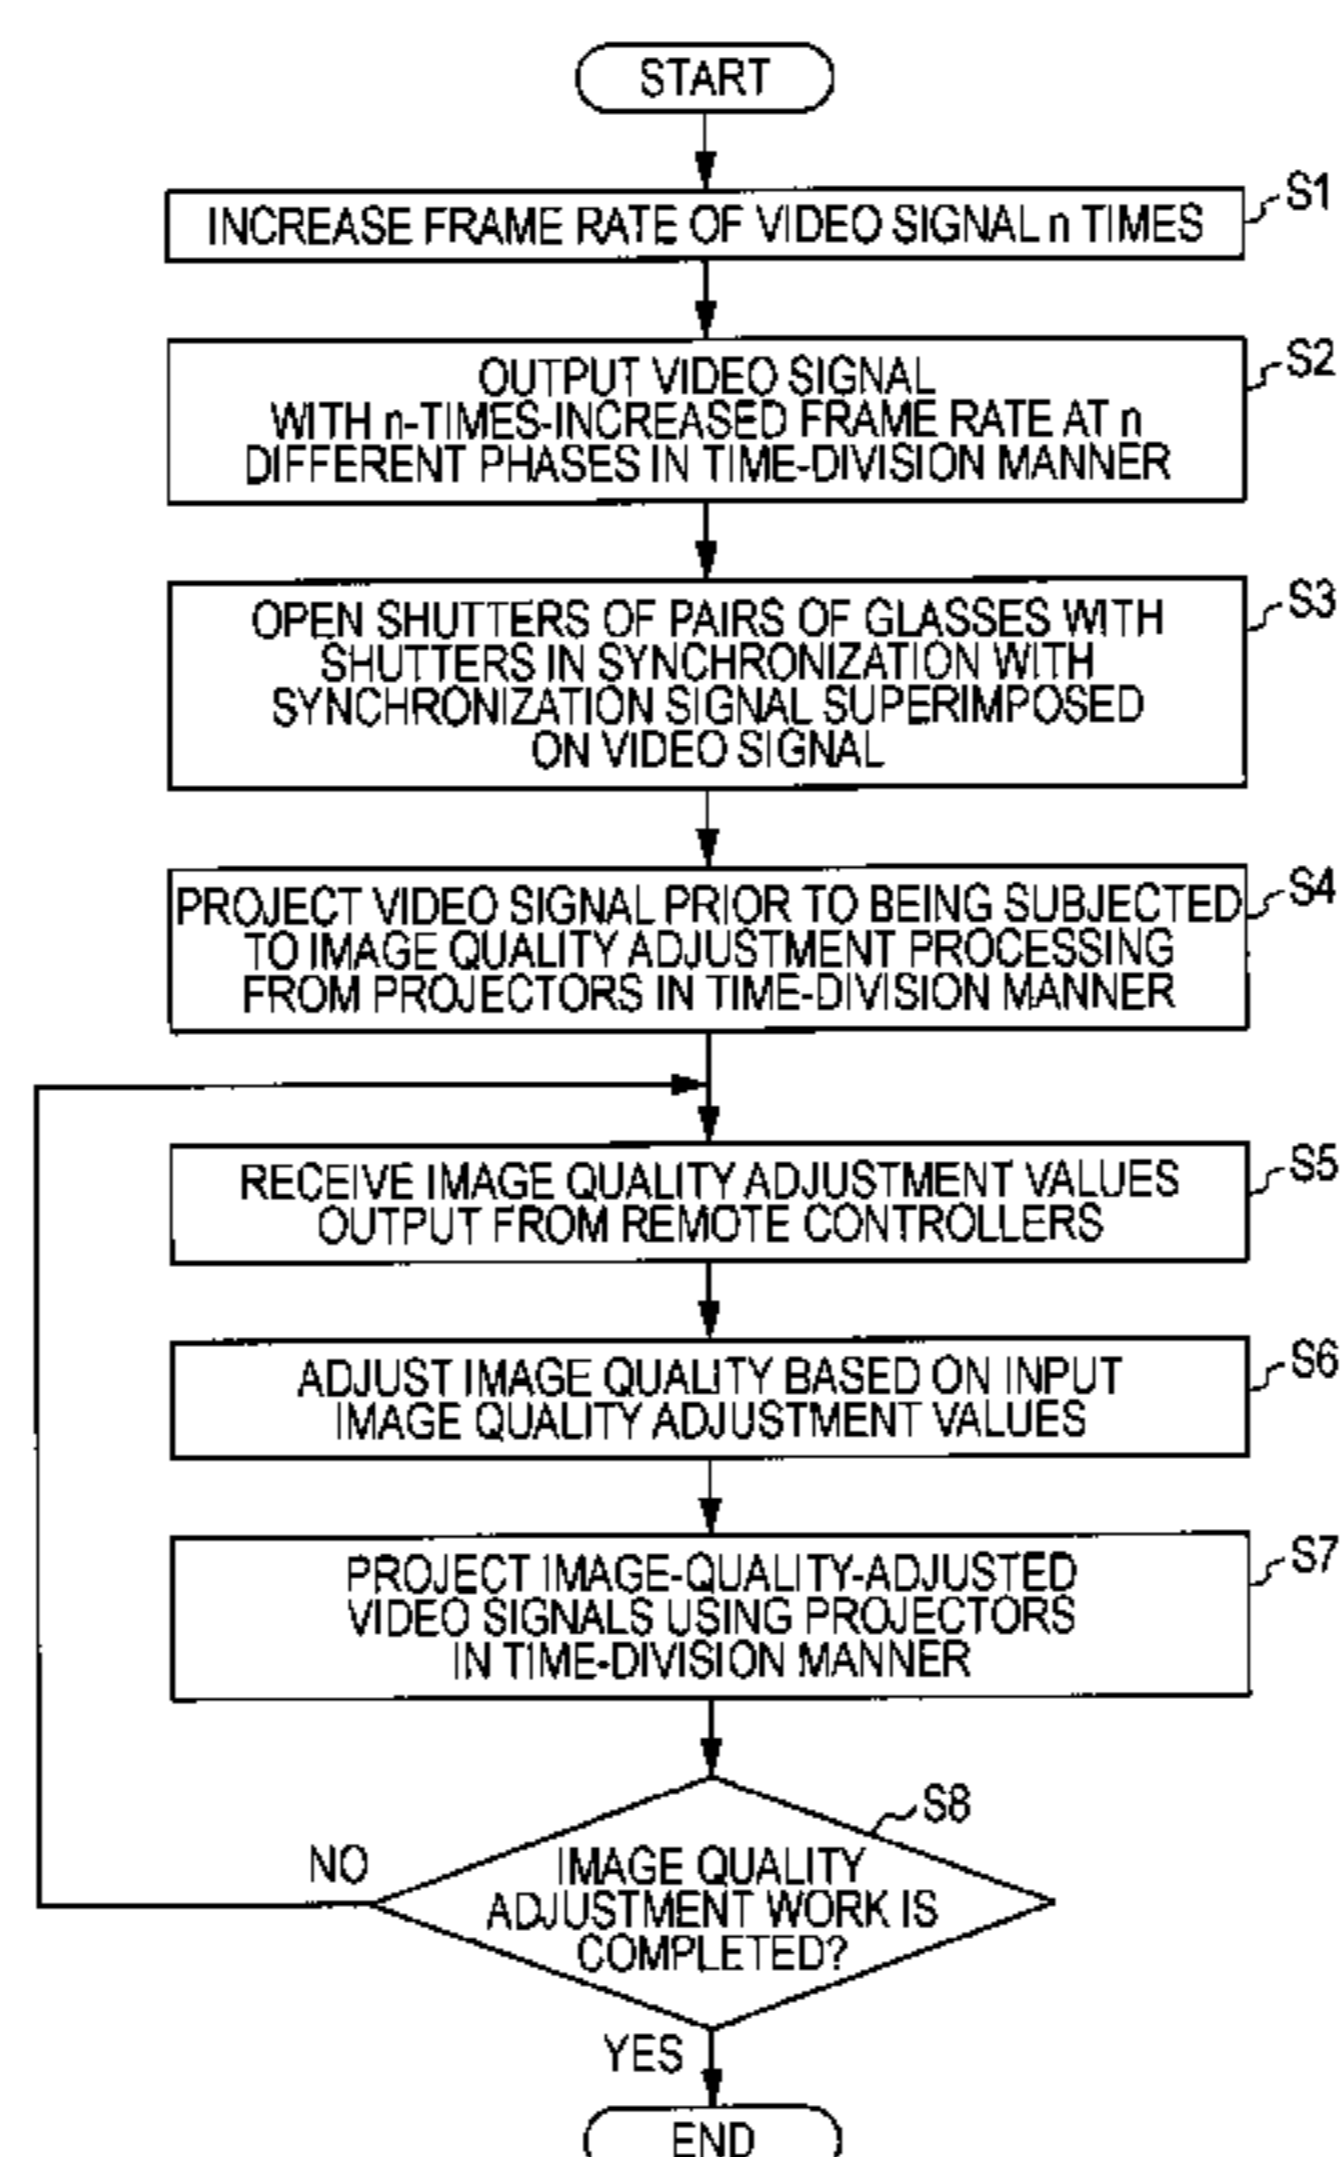 START
INCREASE FRAME RATE OF VIDEO SIGNAL n TIMES
S1
OUTPUT VIDEO SIGNAL
WITH n-TIMES-INCREASED FRAME RATE AT n
DIFFERENT PHASES IN TIME-DIVISION MANNER
S2
OPEN SHUTTERS OF PAIRS OF GLASSES WITH
SHUTTERS IN SYNCHRONIZATION WITH
SYNCHRONIZATION SIGNAL SUPERIMPOSED
ON VIDEO SIGNAL
S3
PROJECT VIDEO SIGNAL PRIOR TO BEING SUBJECTED
TO IMAGE QUALITY ADJUSTMENT PROCESSING
FROM PROJECTORS IN TIME-DIVISION MANNER
S4
RECEIVE IMAGE QUALITY ADJUSTMENT VALUES
OUTPUT FROM REMOTE CONTROLLERS
S5
ADJUST IMAGE QUALITY BASED ON INPUT
IMAGE QUALITY ADJUSTMENT VALUES
S6
PROJECT IMAGE-QUALITY-ADJUSTED
VIDEO SIGNALS USING PROJECTORS
IN TIME-DIVISION MANNER
S7
S8
NO
IMAGE QUALITY
ADJUSTMENT WORK IS
COMPLETED?
YES
END